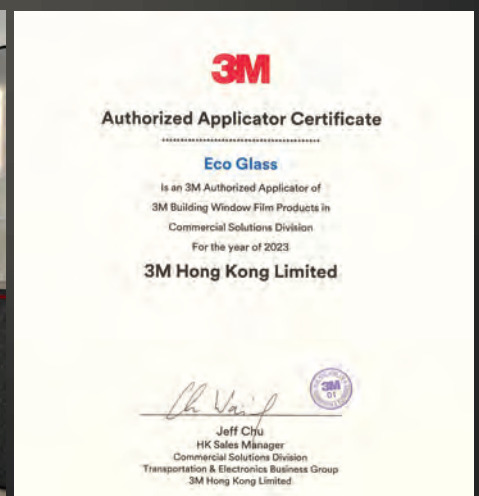 3M
Authorized Applicator Certificate
Eco Glass
is an 3M Authorized Applicator of
3M Building Window Film Products in
Commercial Solutions Division
For the year of 2023
3M Hong Kong Limited
3M
01
Jeff Chu
HK Sales Manager
Commercial Solutions Division
Transportation & Electronics Business Group
3M Hong Kong Limited